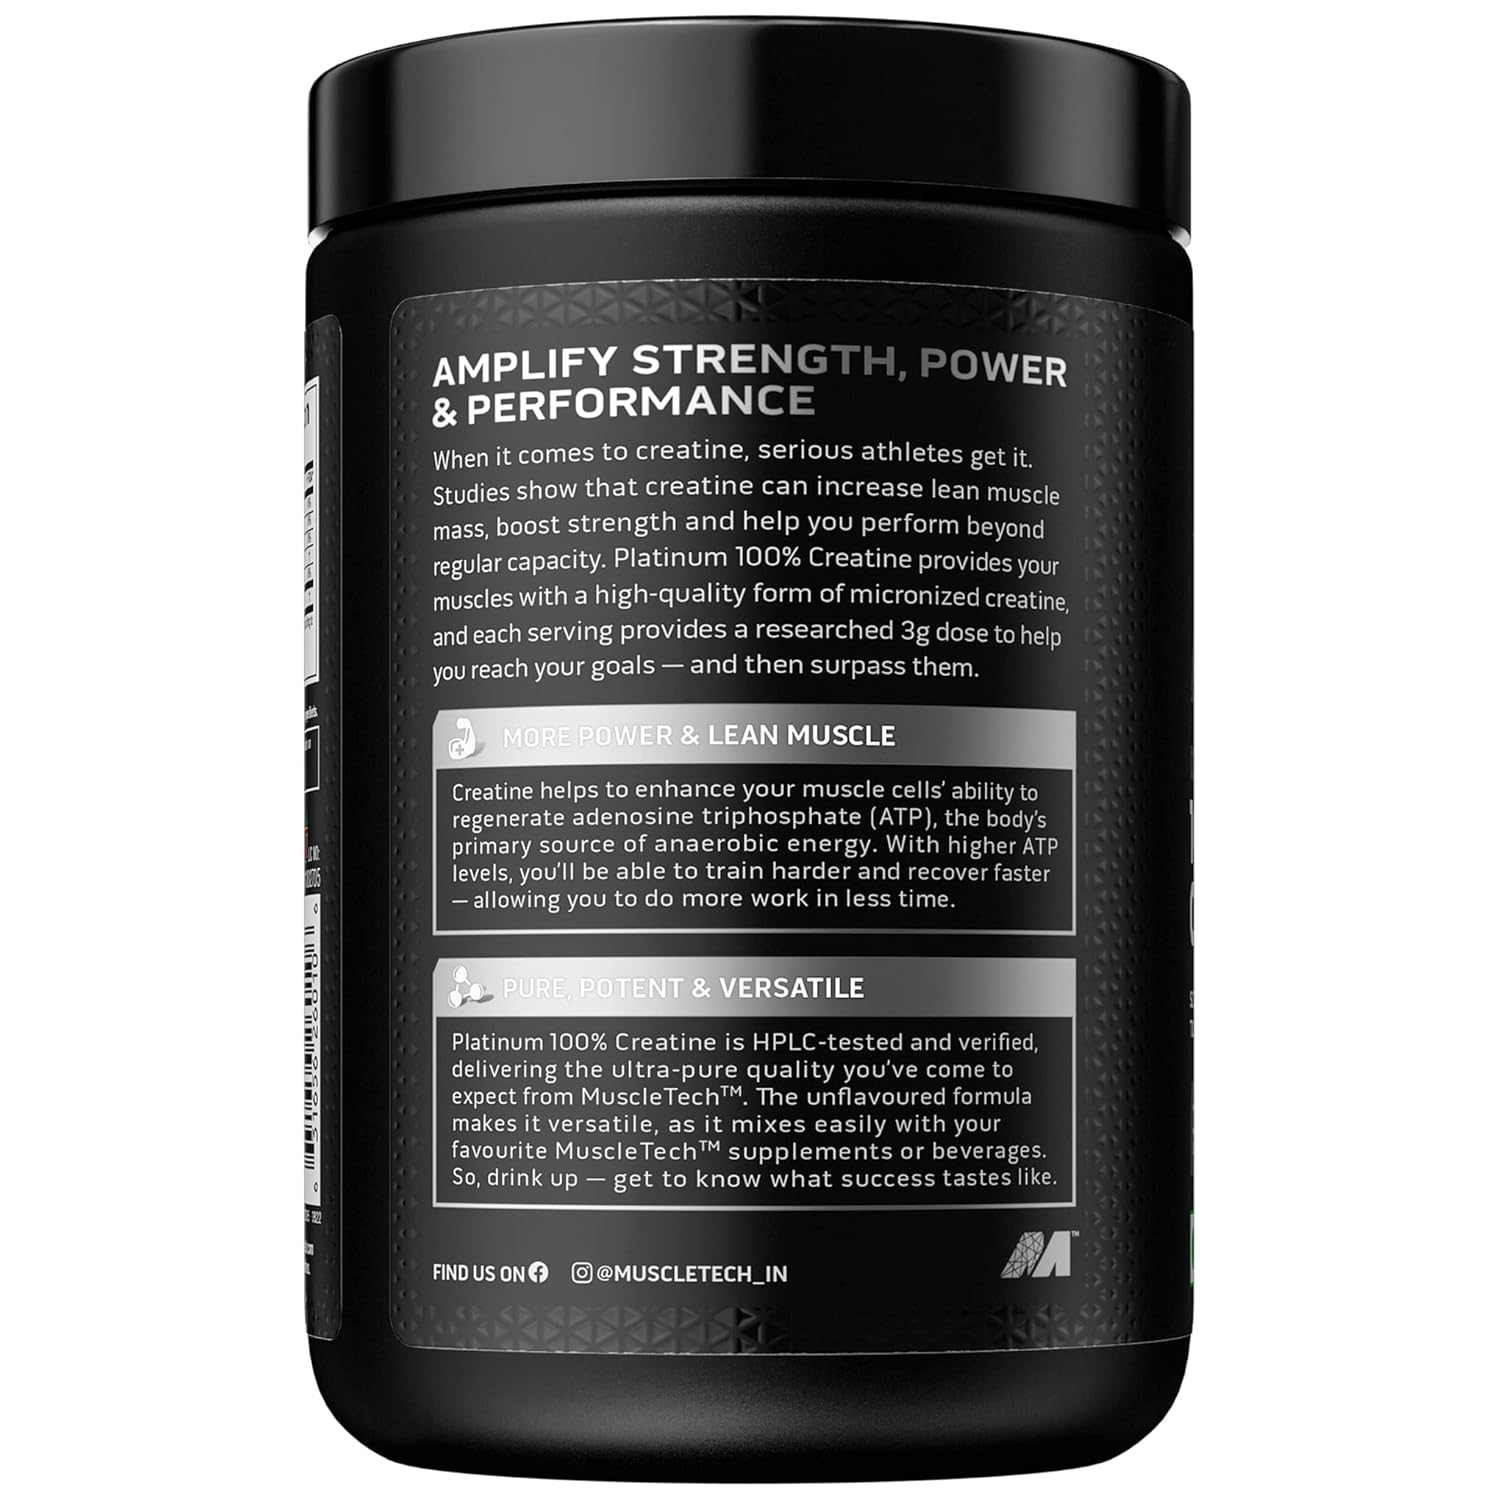 AMPLIFY STRENGTH, POWER
& PERFORMANCE
When it comes to creatine, serious athletes get it.
Studies show that creatine can increase lean muscle
mass, boost strength and help you perform beyond
regular capacity. Platinum 100% Creatine provides your
muscles with a high-quality form of micronized creatine,
and each serving provides a researched 3g dose to help
you reach your goals — and then surpass them.
MORE POWER & LEAN MUSCLE
Creatine helps to enhance your muscle cells’ ability to
regenerate adenosine triphosphate (ATP), the body’s
primary source of anaerobic energy. With higher ATP
levels, you’ll be able to train harder and recover faster
— allowing you to do more work in less time.
PURE, POTENT & VERSATILE
Platinum 100% Creatine is HPLC-tested and verified,
delivering the ultra-pure quality you’ve come to
expect from MuscleTech™. The unflavoured formula
makes it versatile, as it mixes easily with your
favourite MuscleTech™ supplements or beverages.
So, drink up — get to know what success tastes like.
FIND US ON @MUSCLETECH_IN